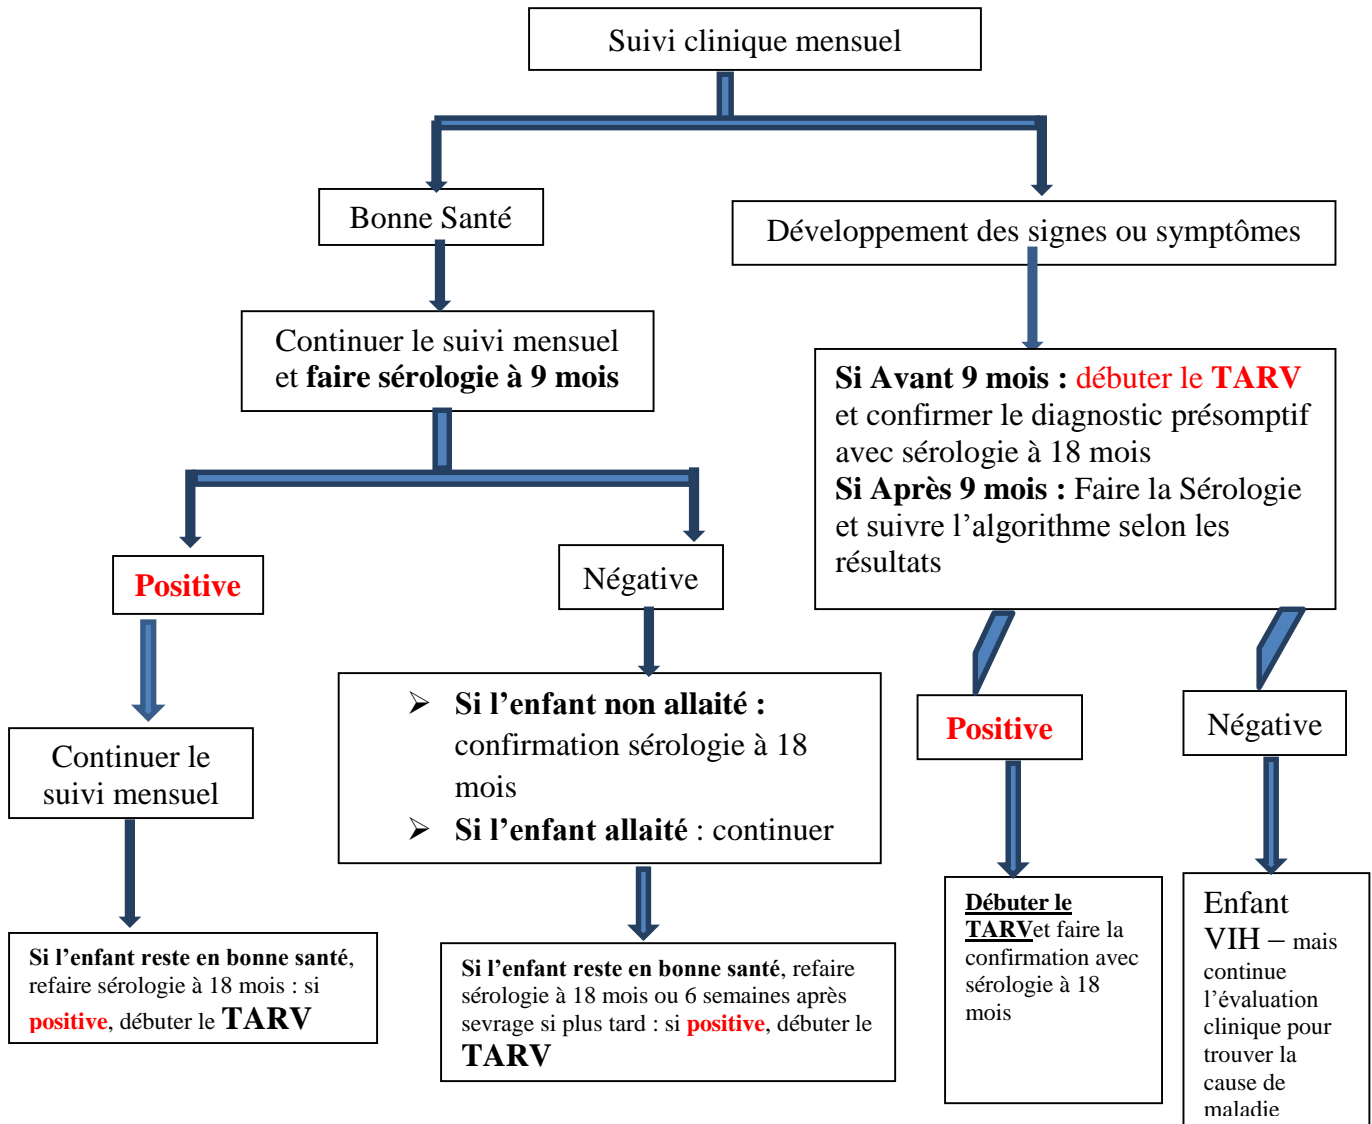 Suivi clinique mensuel
Bonne Santé
Développement des signes ou symptômes
Continuer le suivi mensuel
et faire sérologie à 9 mois
Si Avant 9 mois : débuter le TARV
et confirmer le diagnostic présomptif
avec sérologie à 18 mois
Si Après 9 mois : Faire la Sérologie
et suivre l’algorithme selon les
résultats
Positive
Négative
Continuer le
suivi mensuel
➢ Si l’enfant non allaité :
confirmation sérologie à 18
mois
➢ Si l’enfant allaité : continuer
Positive
Négative
Si l’enfant reste en bonne santé,
refaire sérologie à 18 mois : si
positive, débuter le TARV
Si l’enfant reste en bonne santé, refaire
sérologie à 18 mois ou 6 semaines après
sevrage si plus tard : si positive, débuter le
TARV
Débuter le
TARVet faire la
confirmation avec
sérologie à 18
mois
Enfant
VIH – mais
continue
l’évaluation
clinique pour
trouver la
cause de
maladie